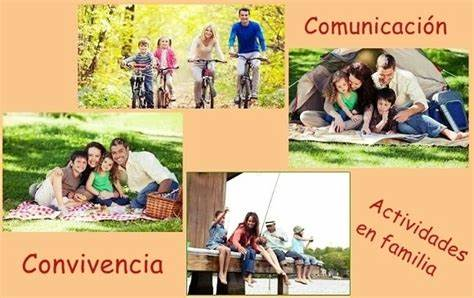 Comunicación
Actividades
en familia
Convivencia